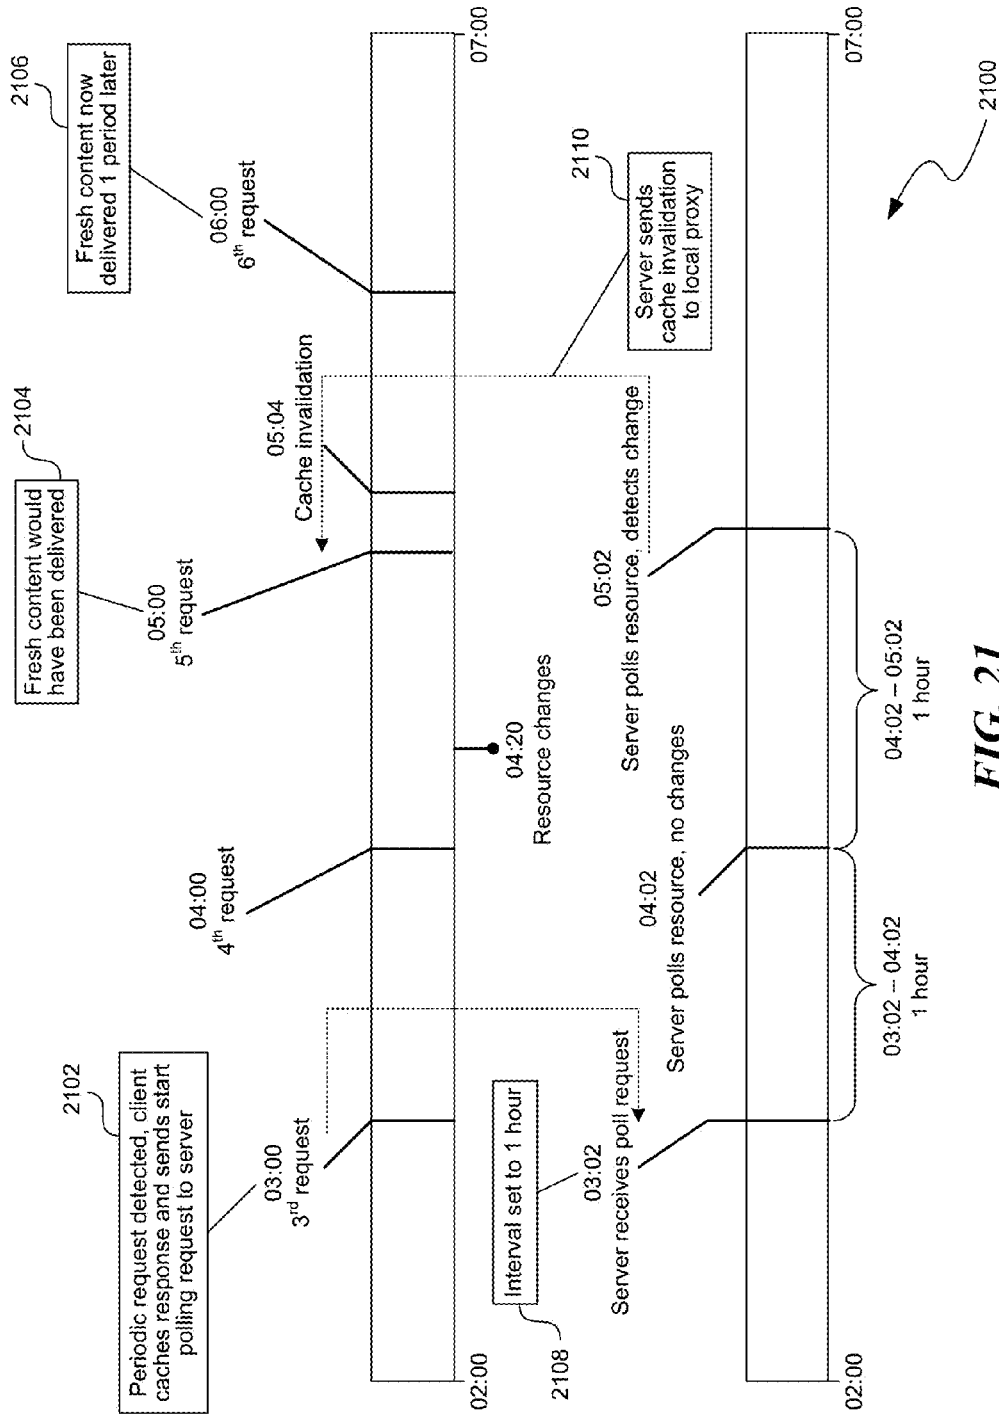 2102
Periodic request detected, client
caches response and sends start
polling request to server
2104
Fresh content would
have been delivered
2106
Fresh content now
delivered 1 period later
03:00
3rd request
04:00
4th request
05:00
5th request
05:04
Cache invalidation
06:00
6th request
02:00
04:20
Resource changes
07:00
2108
Interval set to 1 hour
2110
Server sends
cache invalidation
to local proxy
03:02
Server receives poll request
04:02
Server polls resource, no changes
05:02
Server polls resource, detects change
02:00
03:02 – 04:02
1 hour
04:02 – 05:02
1 hour
07:00
2100
FIG. 21